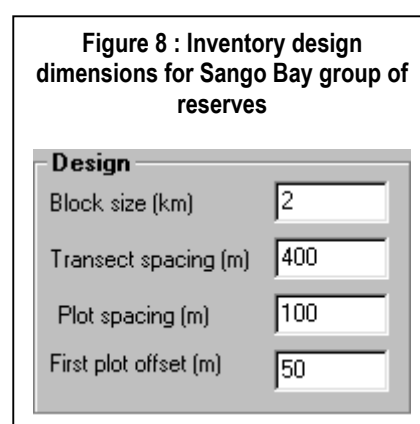 Figure 8 : Inventory design
dimensions for Sango Bay group of
reserves
Design
Block size (km) 2
Transect spacing (m) 400
Plot spacing (m) 100
First plot offset (m) 50